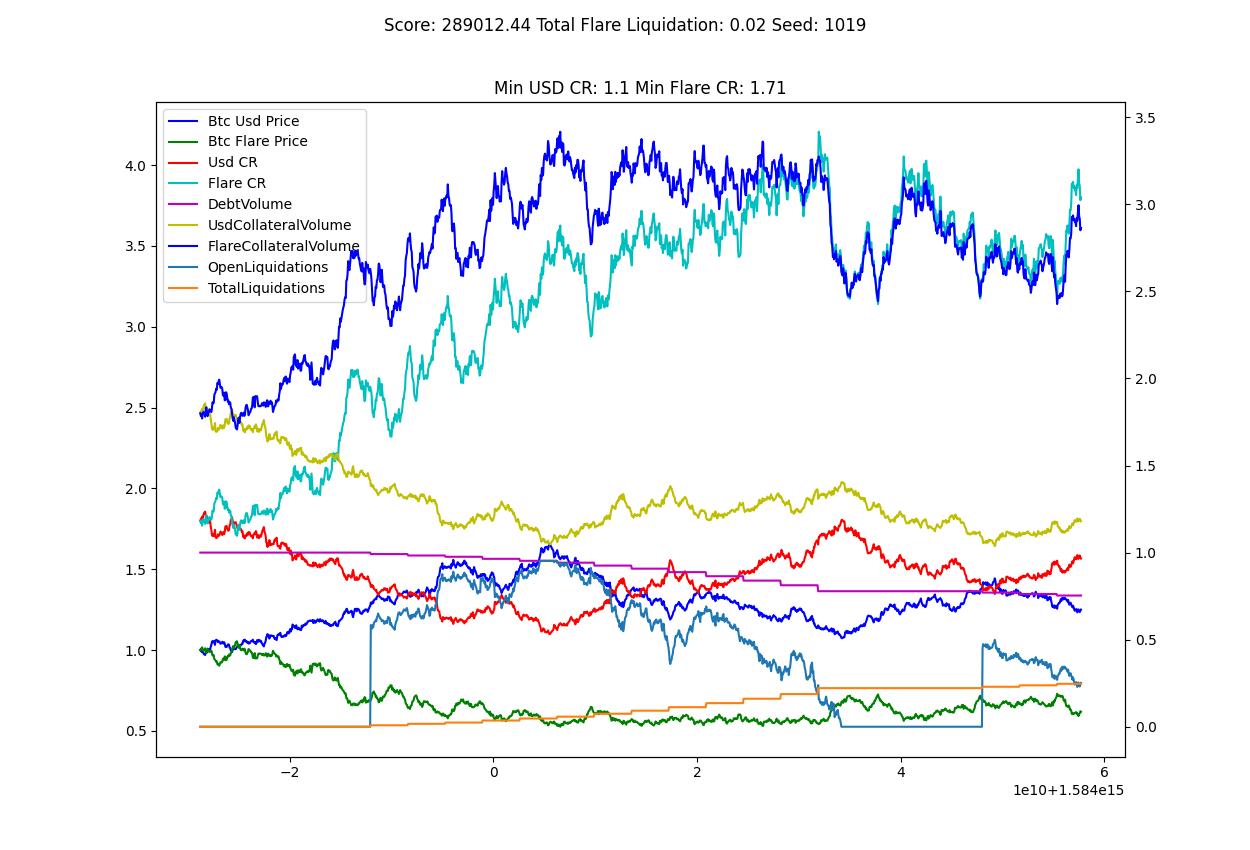 Score: 289012.44 Total Flare Liquidation: 0.02 Seed: 1019
Min USD CR: 1.1 Min Flare CR: 1.71
Btc Usd Price
Btc Flare Price
Usd CR
Flare CR
DebtVolume
UsdCollateralVolume
FlareCollateralVolume
OpenLiquidations
TotalLiquidations
4.0
3.5
3.0
2.5
2.0
1.5
1.0
0.5
3.5
3.0
2.5
2.0
1.5
1.0
0.5
0.0
−2 0 2 4 6
1e10+1.584e15